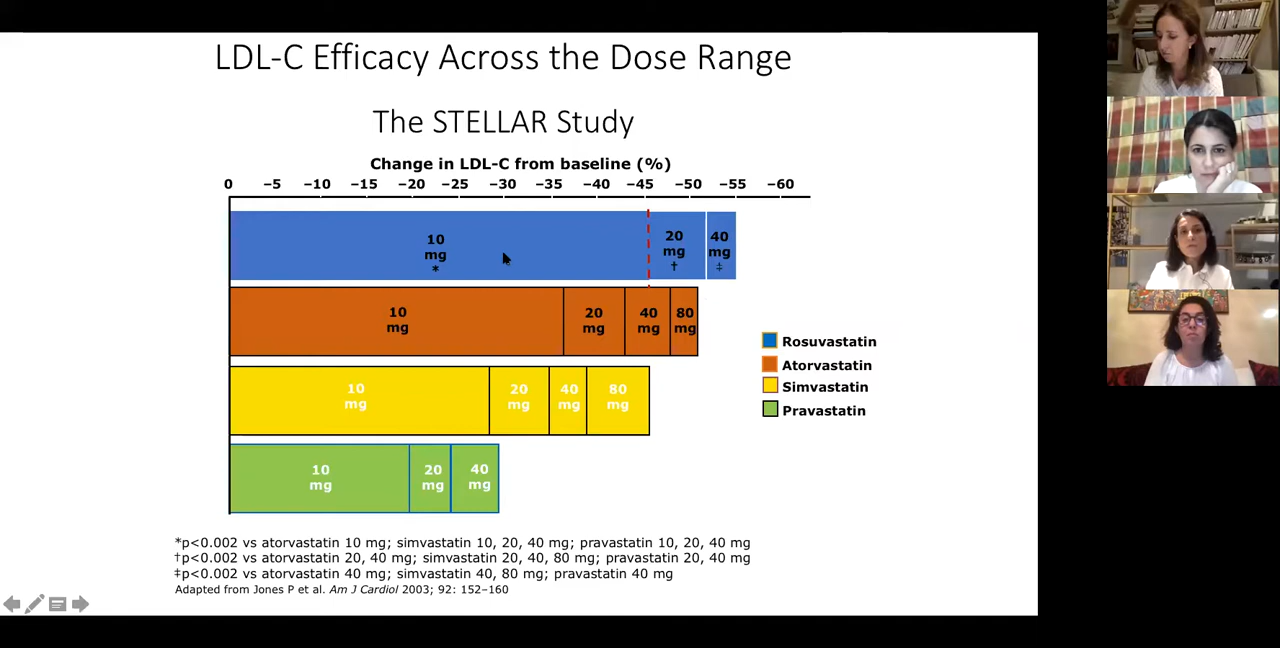 LDL-C Efficacy Across the Dose Range
The STELLAR Study
Change in LDL-C from baseline (%)
0 –5 –10 –15 –20 –25 –30 –35 –40 –45 –50 –55 –60
10 mg *
20 mg †
40 mg ‡
10 mg
20 mg
40 mg
80 mg
10 mg
20 mg
40 mg
80 mg
10 mg
20 mg
40 mg
Rosuvastatin
Atorvastatin
Simvastatin
Pravastatin
*p<0.002 vs atorvastatin 10 mg; simvastatin 10, 20, 40 mg; pravastatin 10, 20, 40 mg
†p<0.002 vs atorvastatin 20, 40 mg; simvastatin 20, 40, 80 mg; pravastatin 20, 40 mg
‡p<0.002 vs atorvastatin 40 mg; simvastatin 40, 80 mg; pravastatin 40 mg
Adapted from Jones P et al. Am J Cardiol 2003; 92: 152–160